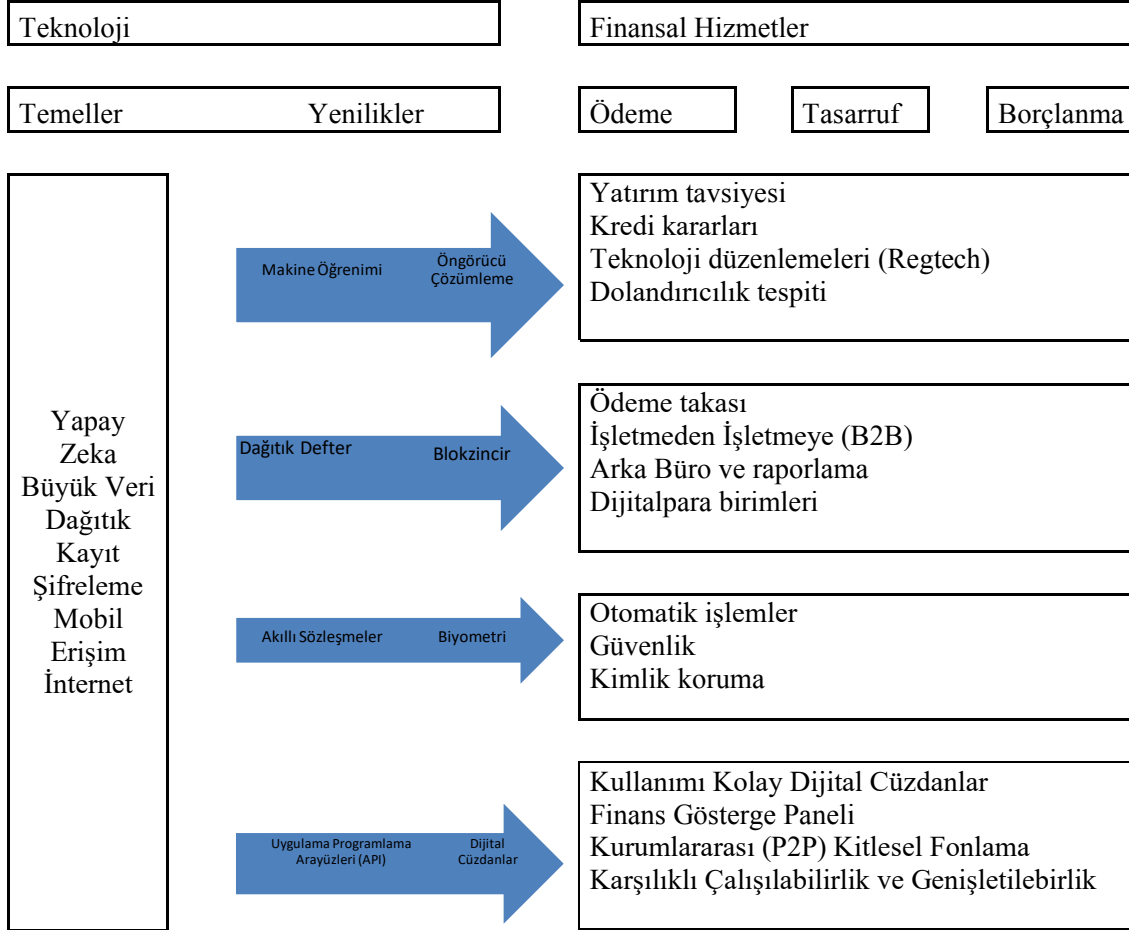 Teknoloji
Finansal Hizmetler
Temeller Yenilikler
Ödeme
Tasarruf
Borçlanma
Yapay
Zeka
Büyük Veri
Dağıtık
Kayıt
Şifreleme
Mobil
Erişim
İnternet
Makine Öğrenimi
Öngörücü
Çözümleme
Yatırım tavsiyesi
Kredi kararları
Teknoloji düzenlemeleri (Regtech)
Dolandırıcılık tespiti
Dağıtık Defter
Blokzincir
Ödeme takası
İşletmeden İşletmeye (B2B)
Arka Büro ve raporlama
Dijitalpara birimleri
Akıllı Sözleşmeler
Biyometri
Otomatik işlemler
Güvenlik
Kimlik koruma
Uygulama Programlama
Arayüzleri (API)
Dijital
Cüzdanlar
Kullanımı Kolay Dijital Cüzdanlar
Finans Gösterge Paneli
Kurumlararası (P2P) Kitlesel Fonlama
Karşılıklı Çalışılabilirlik ve Genişletilebirlik